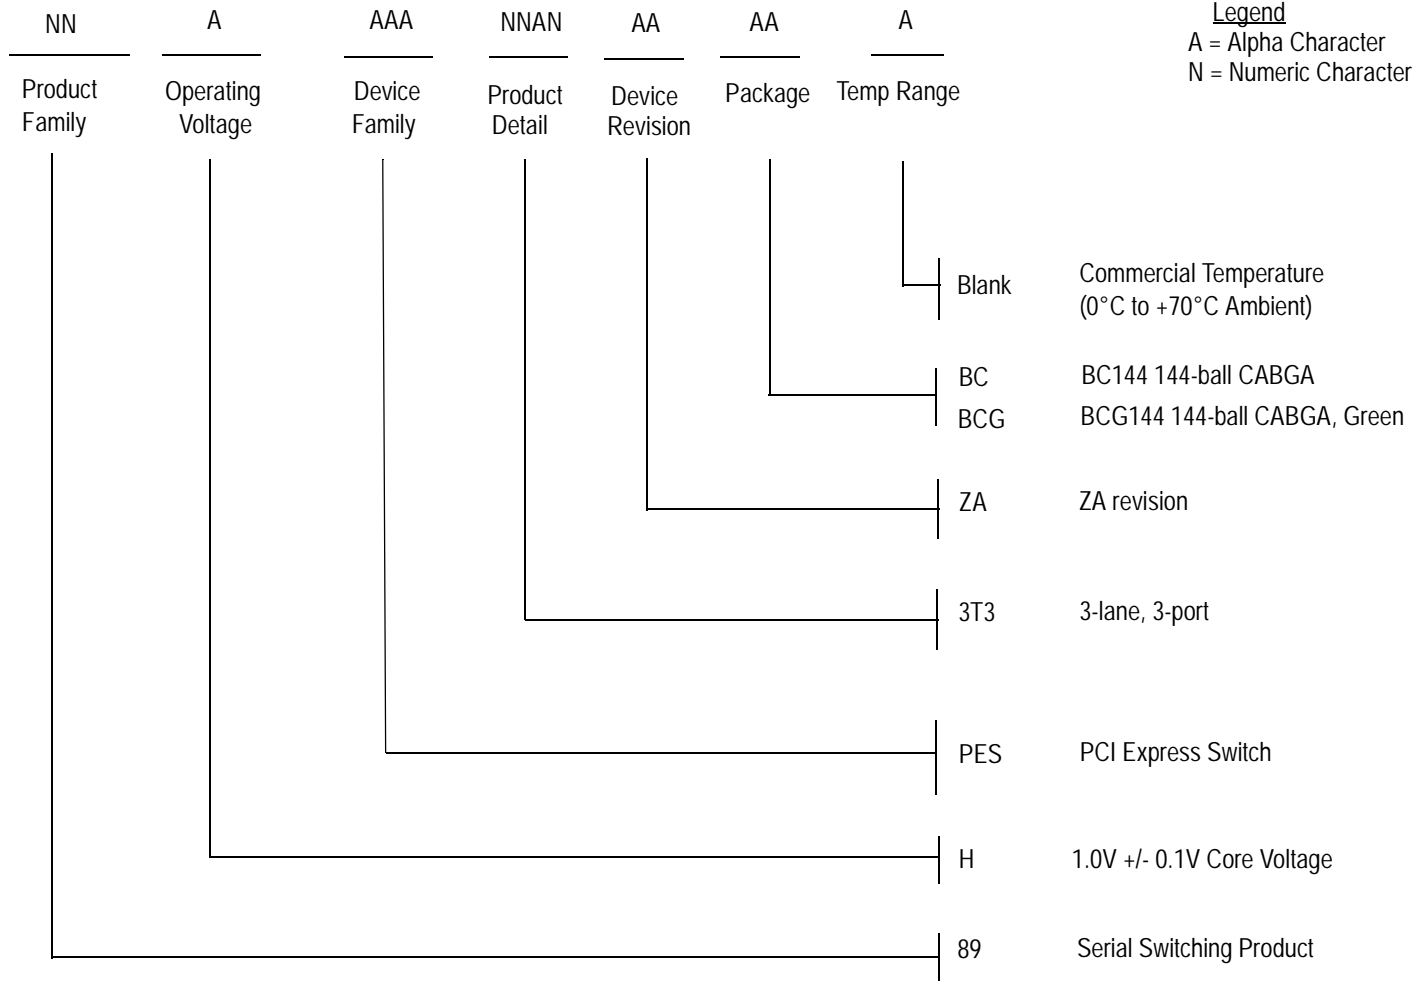 NN A AAA NNAN AA AA A
Legend
A = Alpha Character
N = Numeric Character
Product Family
Operating Voltage
Device Family
Product Detail
Device Revision
Package
Temp Range
Blank Commercial Temperature
(0°C to +70°C Ambient)
BC BC144 144-ball CABGA
BCG BCG144 144-ball CABGA, Green
ZA ZA revision
3T3 3-lane, 3-port
PES PCI Express Switch
H 1.0V +/- 0.1V Core Voltage
89 Serial Switching Product